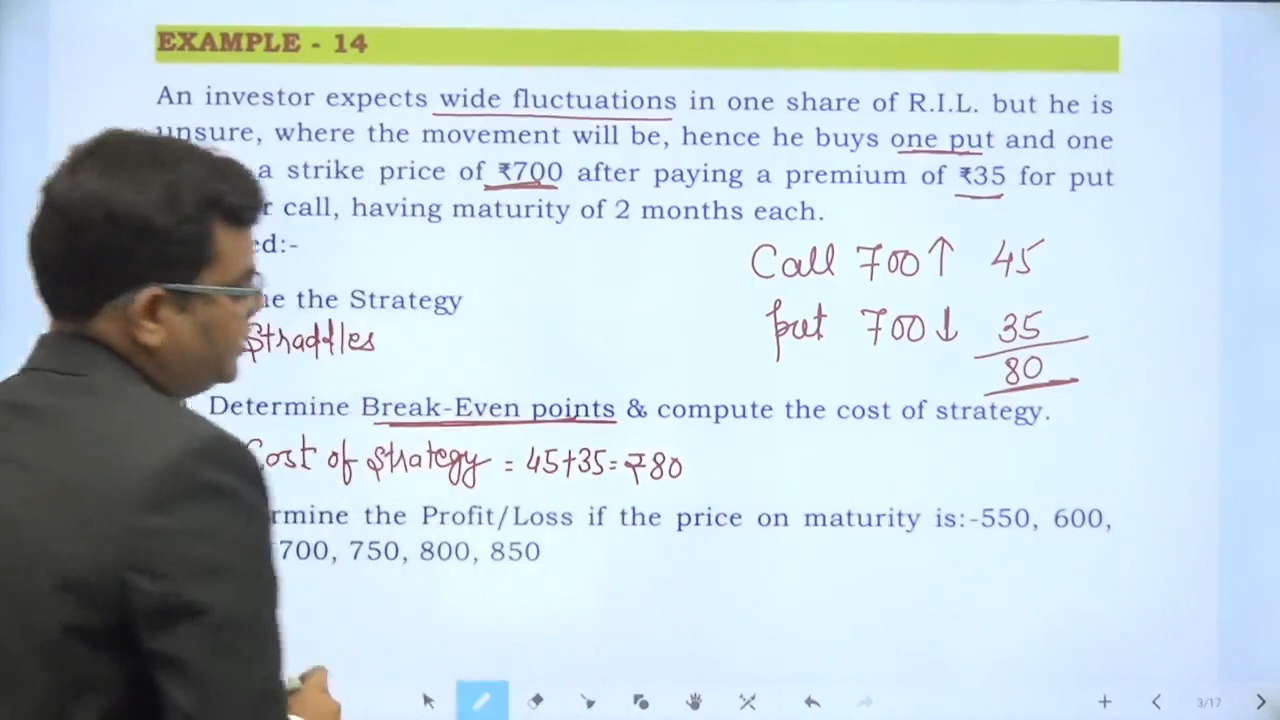 EXAMPLE - 14
An investor expects wide fluctuations in one share of R.I.L. but he is
unsure, where the movement will be, hence he buys one put and one
a strike price of ₹700 after paying a premium of ₹35 for put
call, having maturity of 2 months each.
Call 700↑ 45
the Strategy
put 700↓ 35
Straddles
80
Determine Break-Even points & compute the cost of strategy.
Cost of strategy = 45+35=₹80
the Profit/Loss if the price on maturity is:-550, 600,
700, 750, 800, 850
3/17